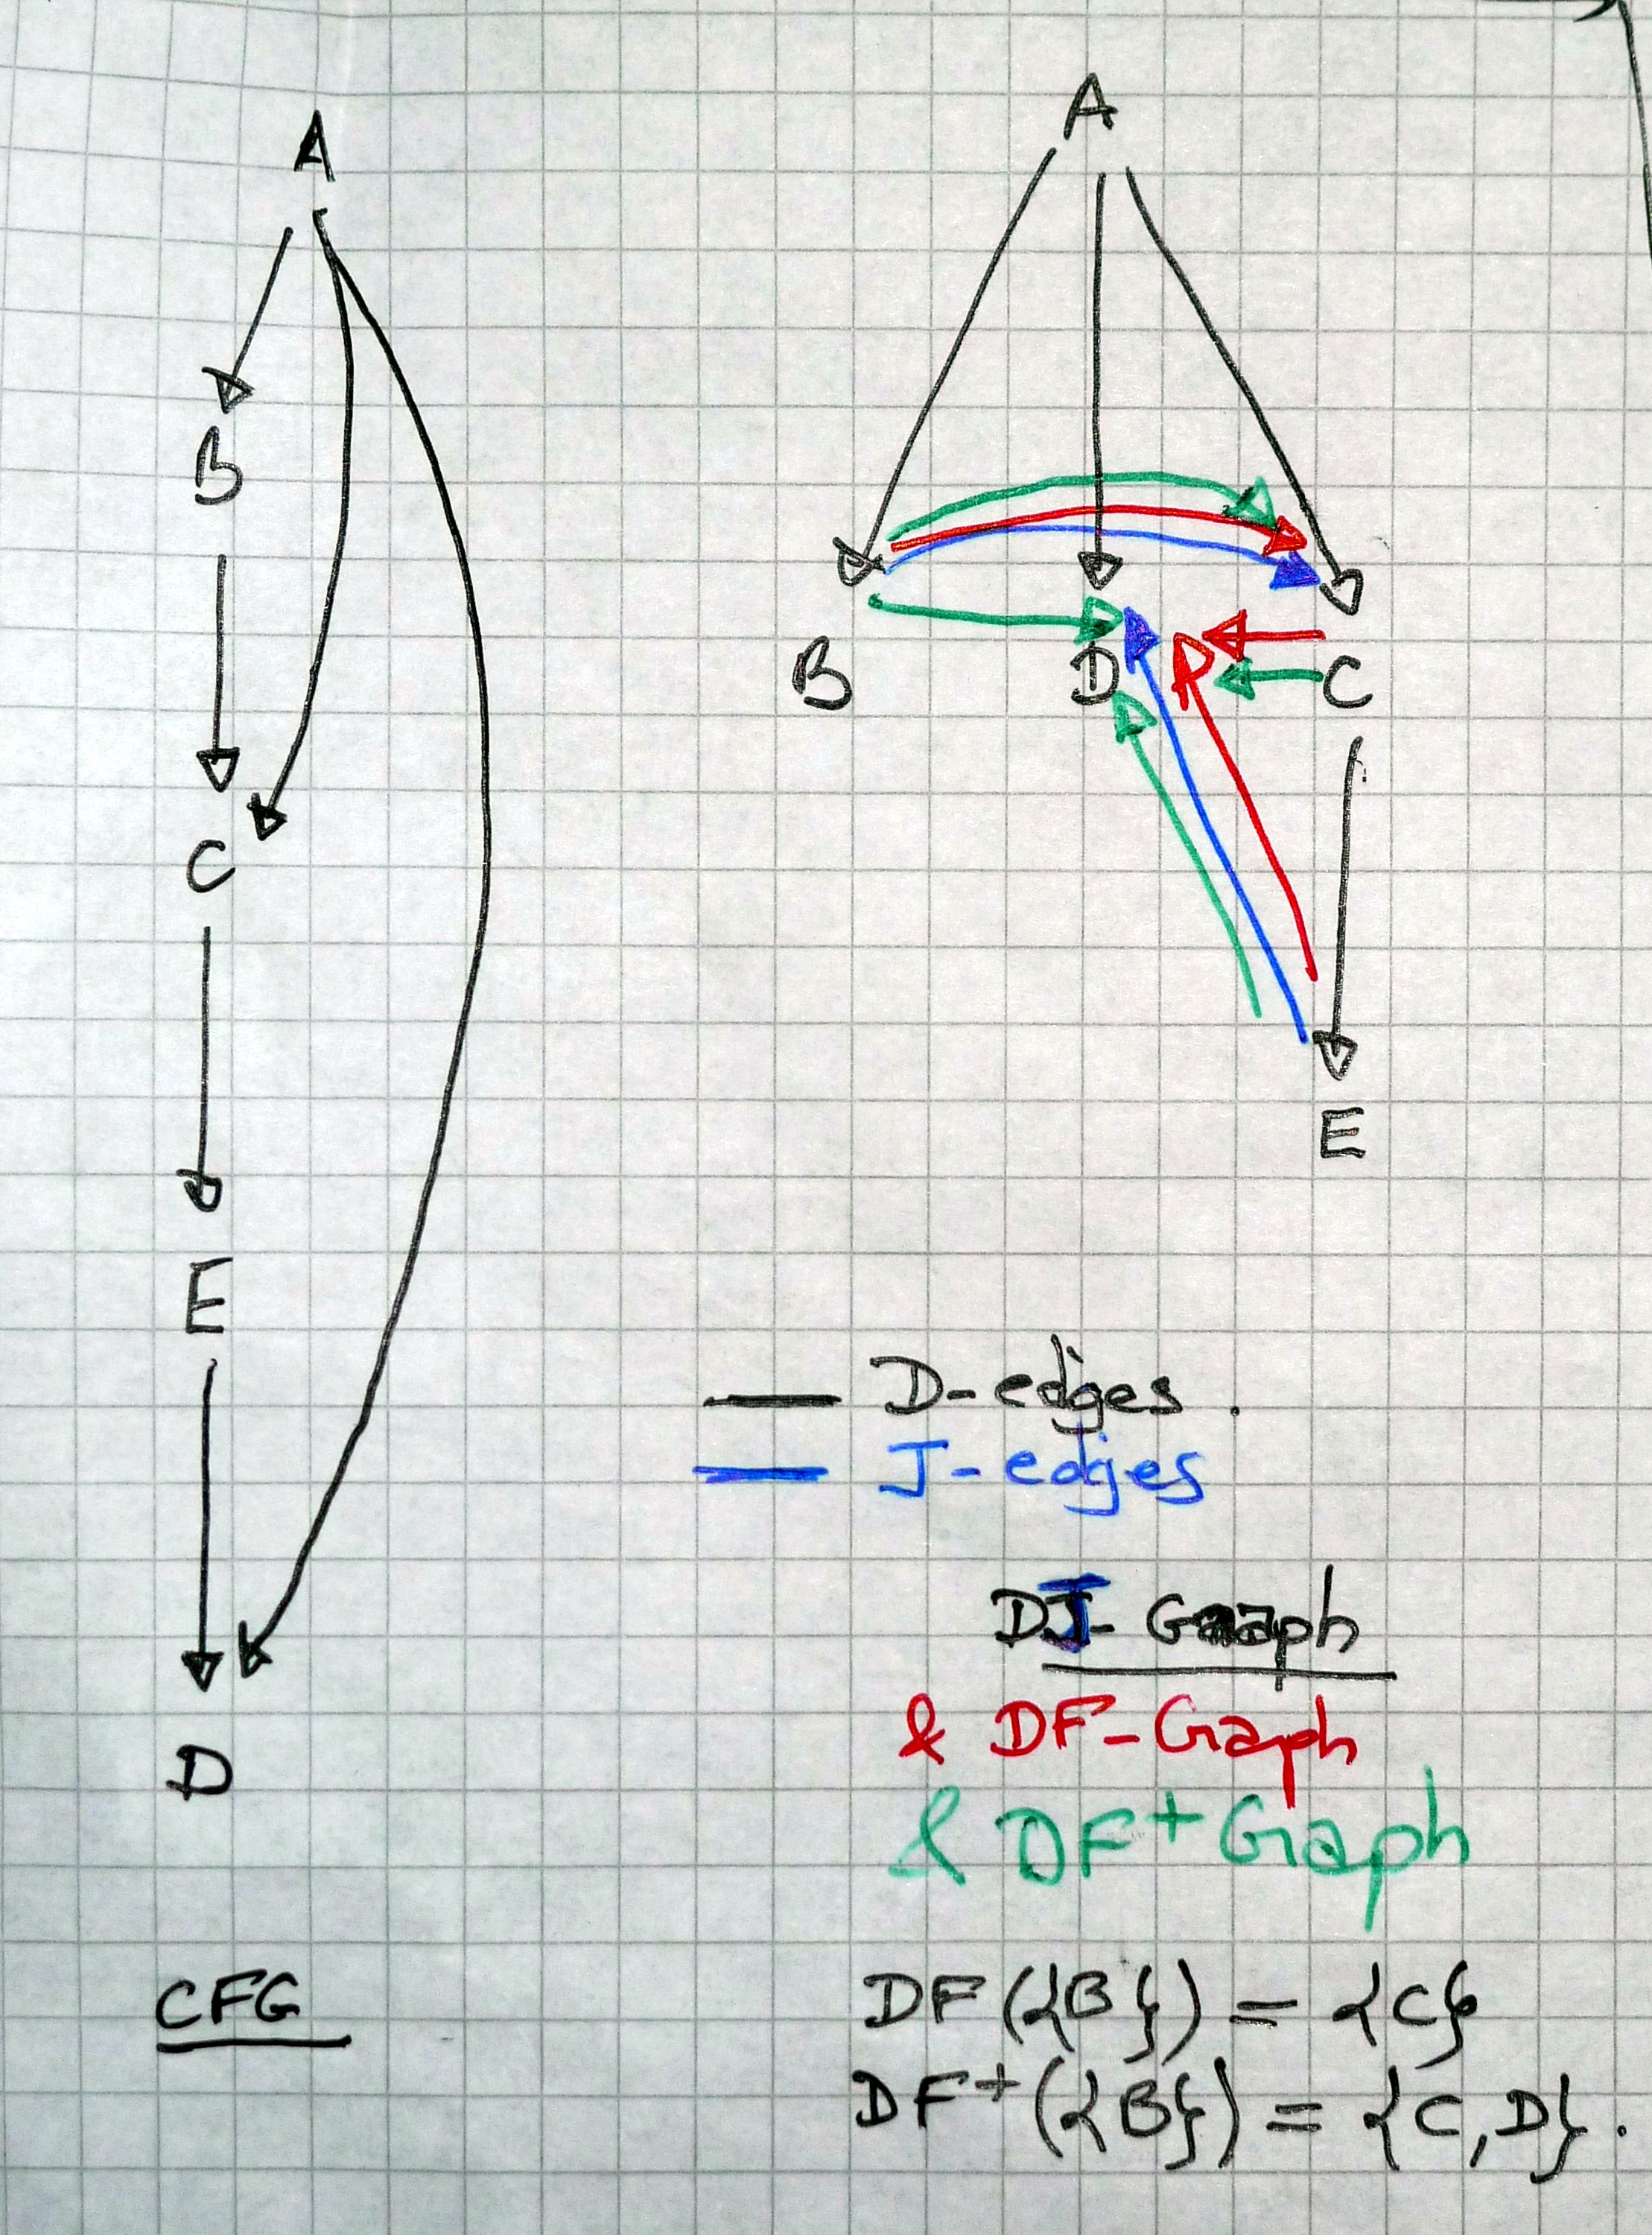 A
B
C
E
D
CFG
A
B D C
E
D-edges.
J-edges
DJ-Graph
& DF-Graph
& DF+Graph
DF({B}) = {C}
DF+({B}) = {C,D}.